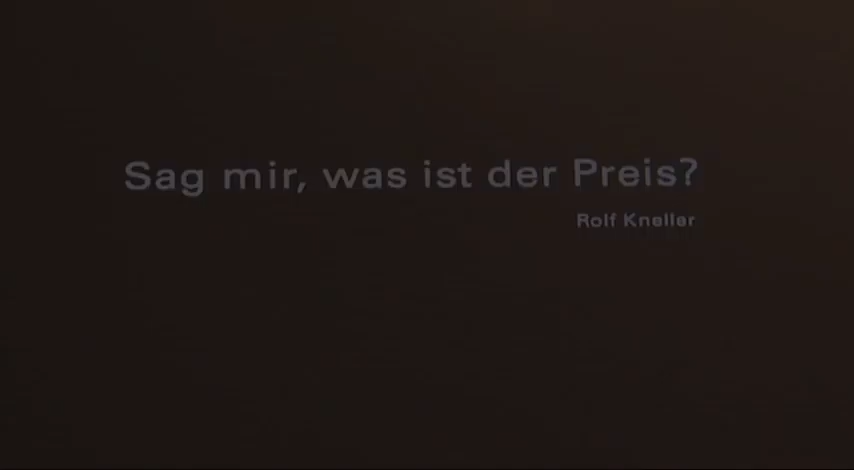 Sag mir, was ist der Preis?
Rolf Kneller